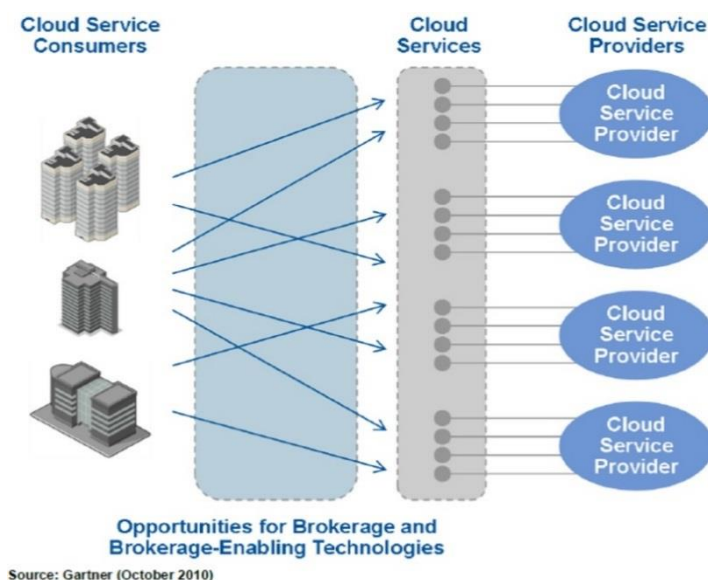 Cloud Service
Consumers
Cloud
Services
Cloud Service
Providers
Cloud
Service
Provider
Cloud
Service
Provider
Cloud
Service
Provider
Cloud
Service
Provider
Opportunities for Brokerage and
Brokerage-Enabling Technologies
Source: Gartner (October 2010)